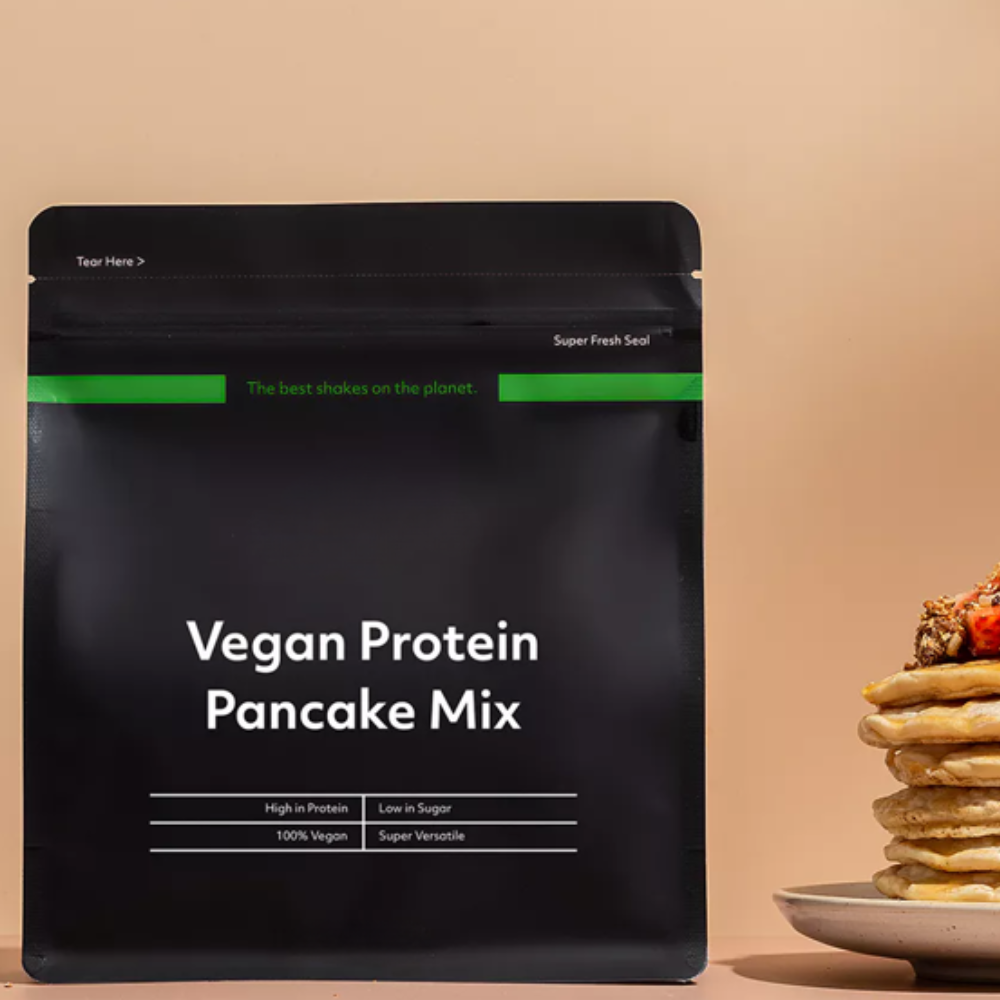 Tear Here >
Super Fresh Seal
The best shakes on the planet.
Vegan Protein
Pancake Mix
High in Protein
Low in Sugar
100% Vegan
Super Versatile